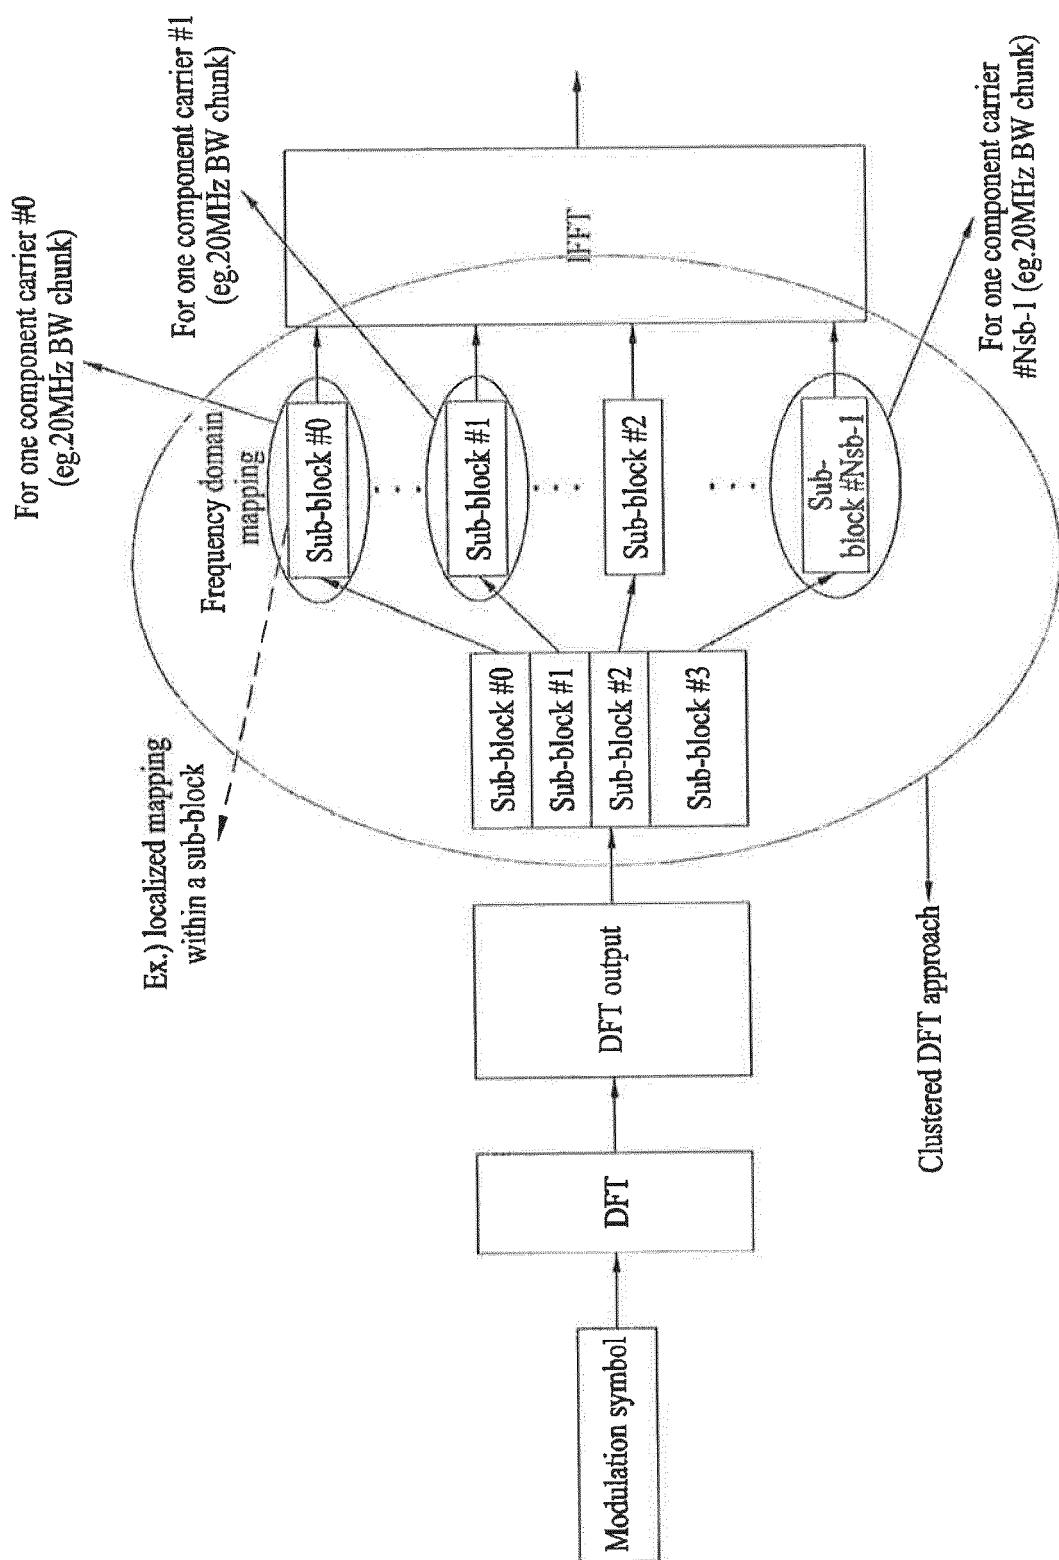 For one component carrier #0
(eg.20MHz BW chunk)
For one component carrier #1
(eg.20MHz BW chunk)
Ex.) localized mapping
within a sub-block
Frequency domain
mapping
Modulation symbol
DFT
DFT output
Sub-block #0
Sub-block #1
Sub-block #2
Sub-block #3
Sub-block #0
Sub-block #1
Sub-block #2
Sub-
block #Nsb-1
IFFT
For one component carrier
#Nsb-1 (eg.20MHz BW chunk)
Clustered DFT approach